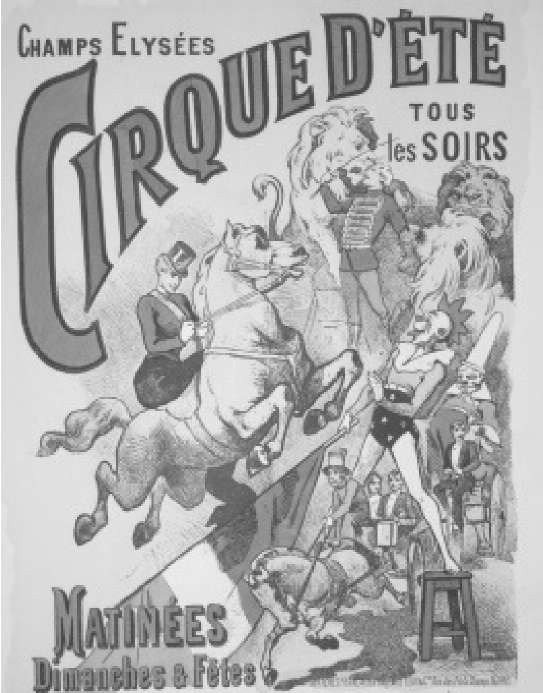 CHAMPS ELYSÉES
CIRQUE D'ÉTÉ
TOUS
les SOIRS
MATINÉES
Dimanches & Fêtes